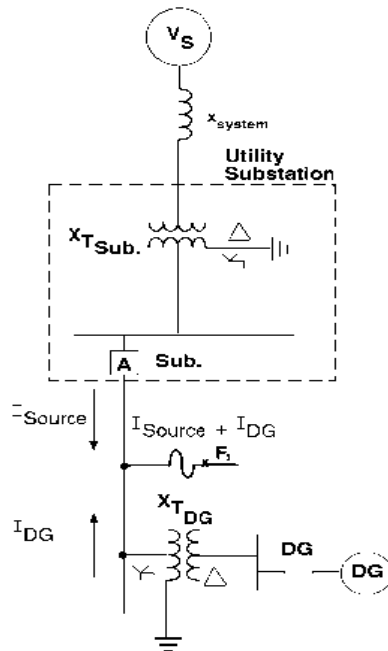 VS
xsystem
Utility
Substation
XTSub.
A Sub.
ISource
ISource + IDG
F1
XTDG
IDG
DG
DG